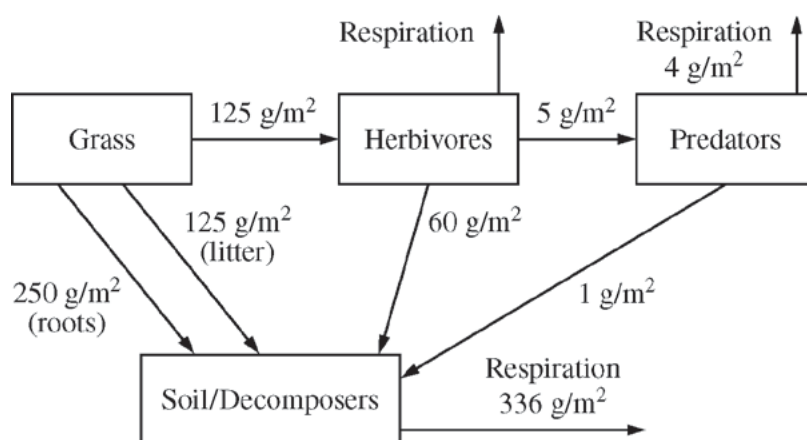 Respiration
Respiration
4 g/m²
Grass
125 g/m²
Herbivores
5 g/m²
Predators
125 g/m²
(litter)
60 g/m²
250 g/m²
(roots)
1 g/m²
Soil/Decomposers
Respiration
336 g/m²